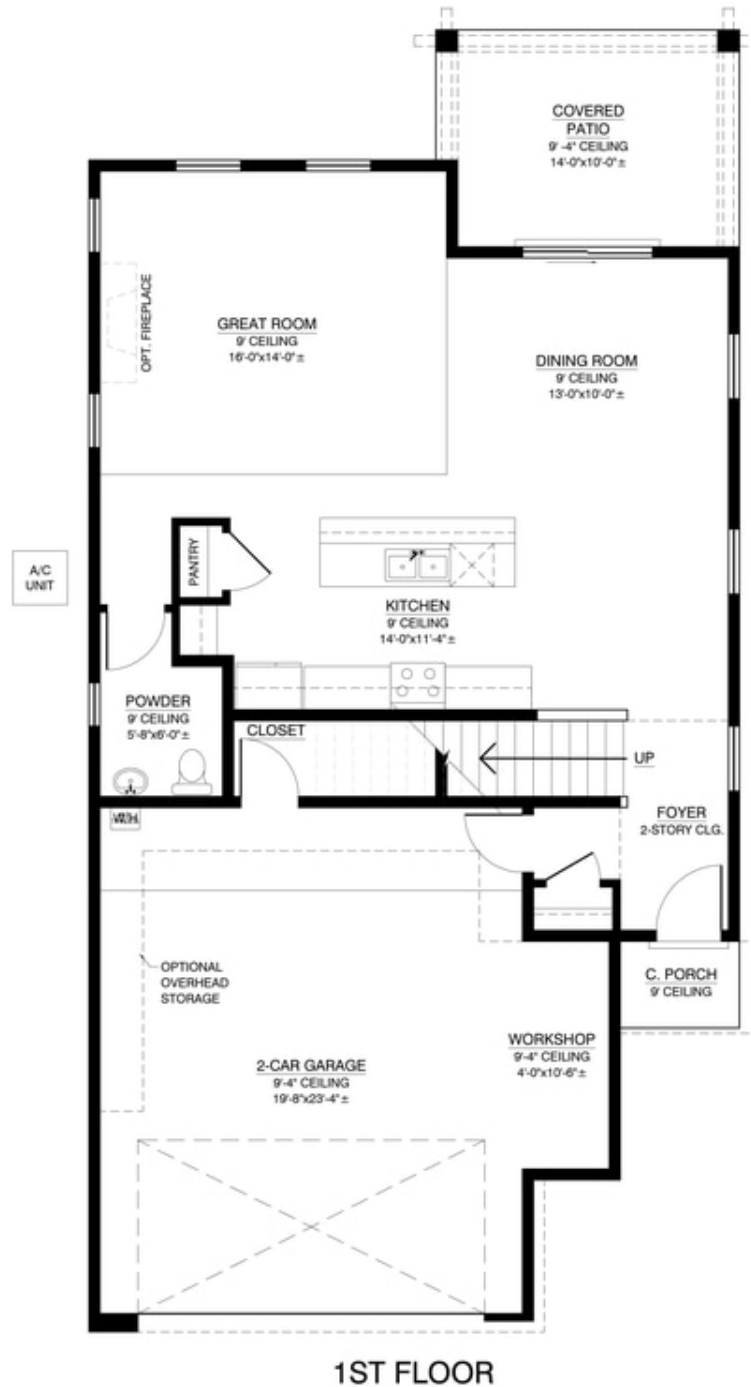 COVERED
PATIO
9'-4" CEILING
14'-0"x10'-0"±
OPT. FIREPLACE
GREAT ROOM
9' CEILING
16'-0"x14'-0"±
DINING ROOM
9' CEILING
13'-0"x10'-0"±
A/C
UNIT
PANTRY
KITCHEN
9' CEILING
14'-0"x11'-4"±
POWDER
9' CEILING
5'-8"x6'-0"±
CLOSET
UP
FOYER
2-STORY CLG.
OPTIONAL
OVERHEAD
STORAGE
C. PORCH
9' CEILING
WORKSHOP
9'-4" CEILING
4'-0"x10'-6"±
2-CAR GARAGE
9'-4" CEILING
19'-8"x23'-4"±
1ST FLOOR